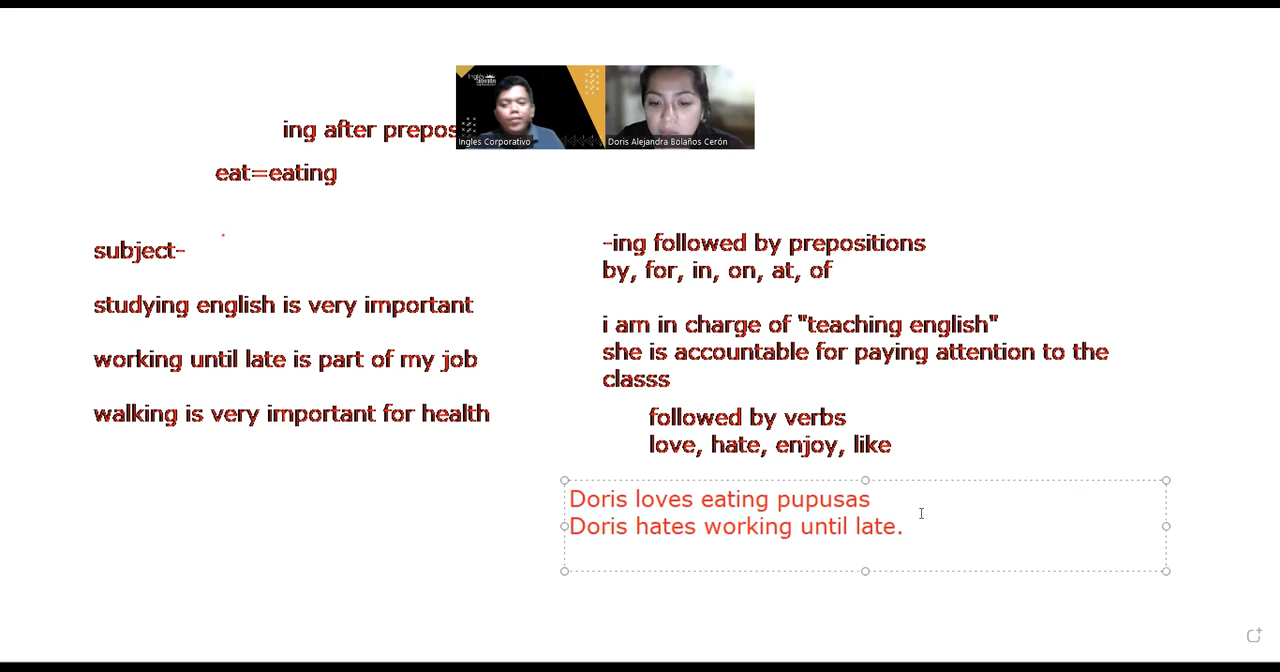 ing after prepos
eat=eating
Ingles Corporativo
Doris Alejandra Bolaños Cerón
subject-
studying english is very important
working until late is part of my job
walking is very important for health
-ing followed by prepositions
by, for, in, on, at, of
i am in charge of "teaching english"
she is accountable for paying attention to the
classs
followed by verbs
love, hate, enjoy, like
Doris loves eating pupusas
Doris hates working until late.